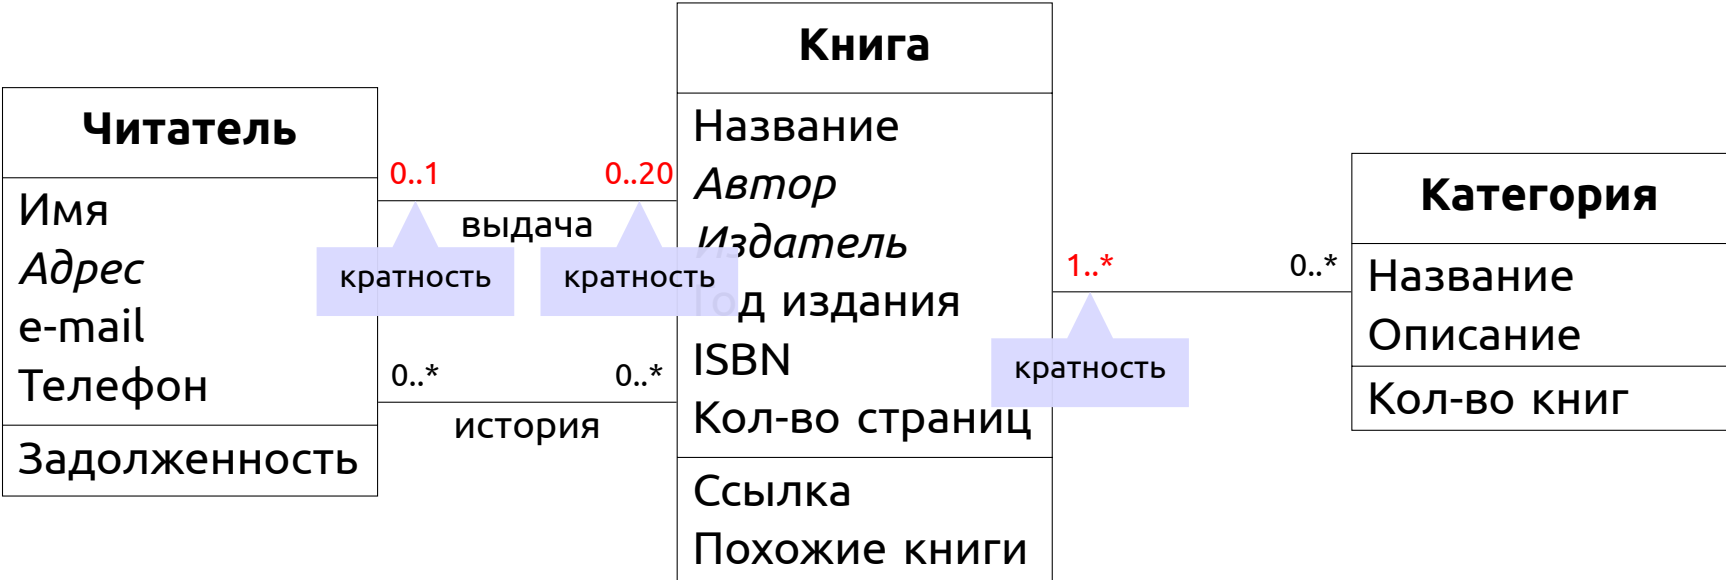 Читатель
Имя
Адрес
e-mail
Телефон
Задолженность
0..1
0..20
выдача
кратность
кратность
0..*
0..*
история
Книга
Название
Автор
Издатель
Год издания
ISBN
Кол-во страниц
Ссылка
Похожие книги
1..*
0..*
кратность
Категория
Название
Описание
Кол-во книг